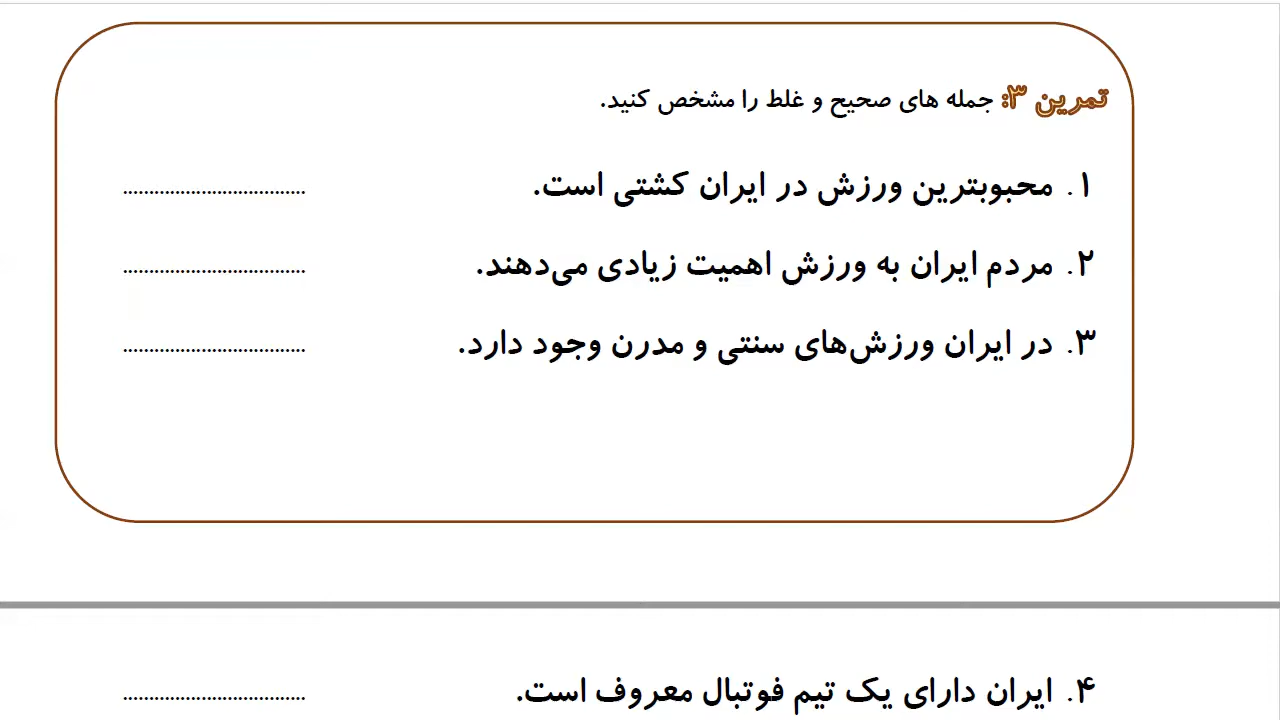 تمرین ۳: جمله های صحیح و غلط را مشخص کنید.
۱. محبوبترین ورزش در ایران کشتی است. ...................................
۲. مردم ایران به ورزش اهمیت زیادی می‌دهند. ...................................
۳. در ایران ورزش‌های سنتی و مدرن وجود دارد. ...................................
۴. ایران دارای یک تیم فوتبال معروف است. ...................................